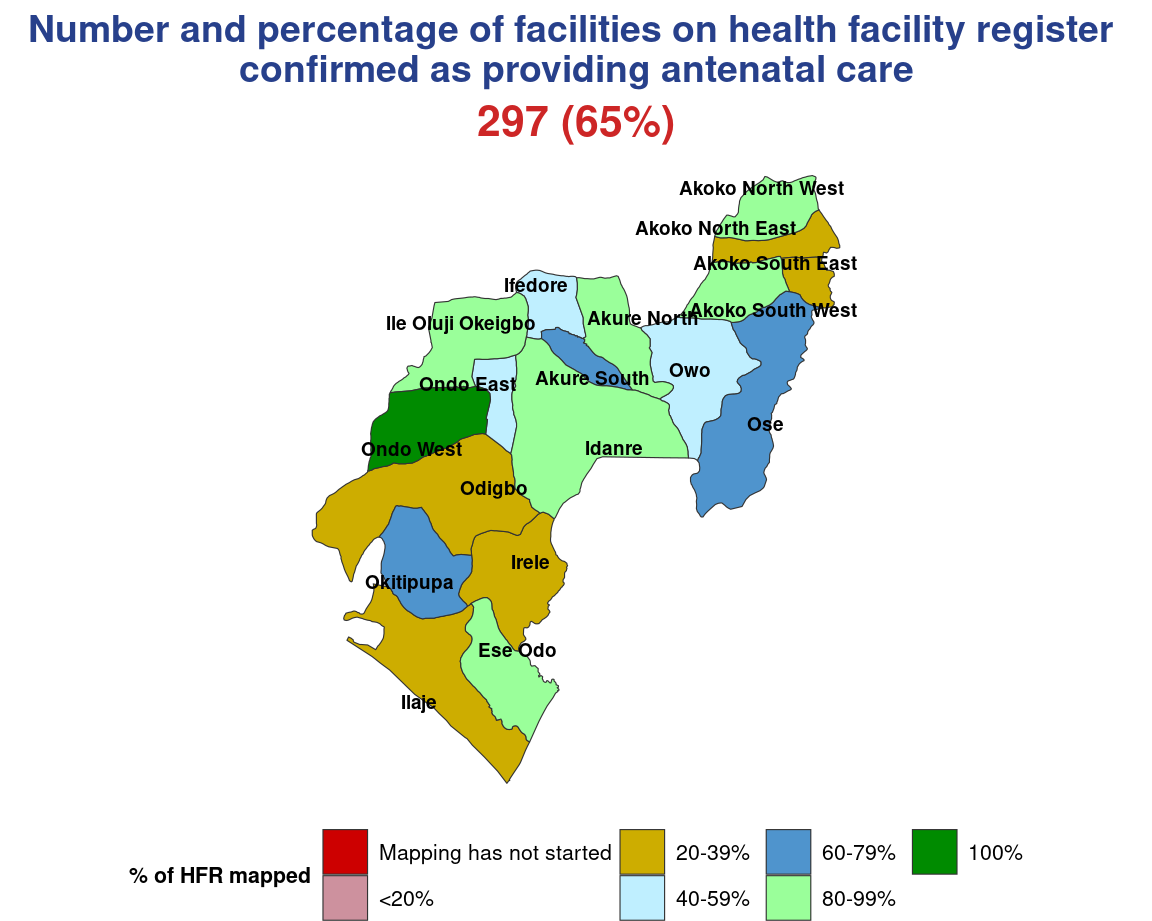 Number and percentage of facilities on health facility register
confirmed as providing antenatal care
297 (65%)
Akoko North West
Akoko North East
Akoko South East
Ifedore
Akoko South West
Akure North
Ile Oluji Okeigbo
Owo
Akure South
Ondo East
Ose
Idanre
Ondo West
Odigbo
Irele
Okitipupa
Ese Odo
Ilaje
% of HFR mapped
Mapping has not started
<20%
20-39%
40-59%
60-79%
80-99%
100%